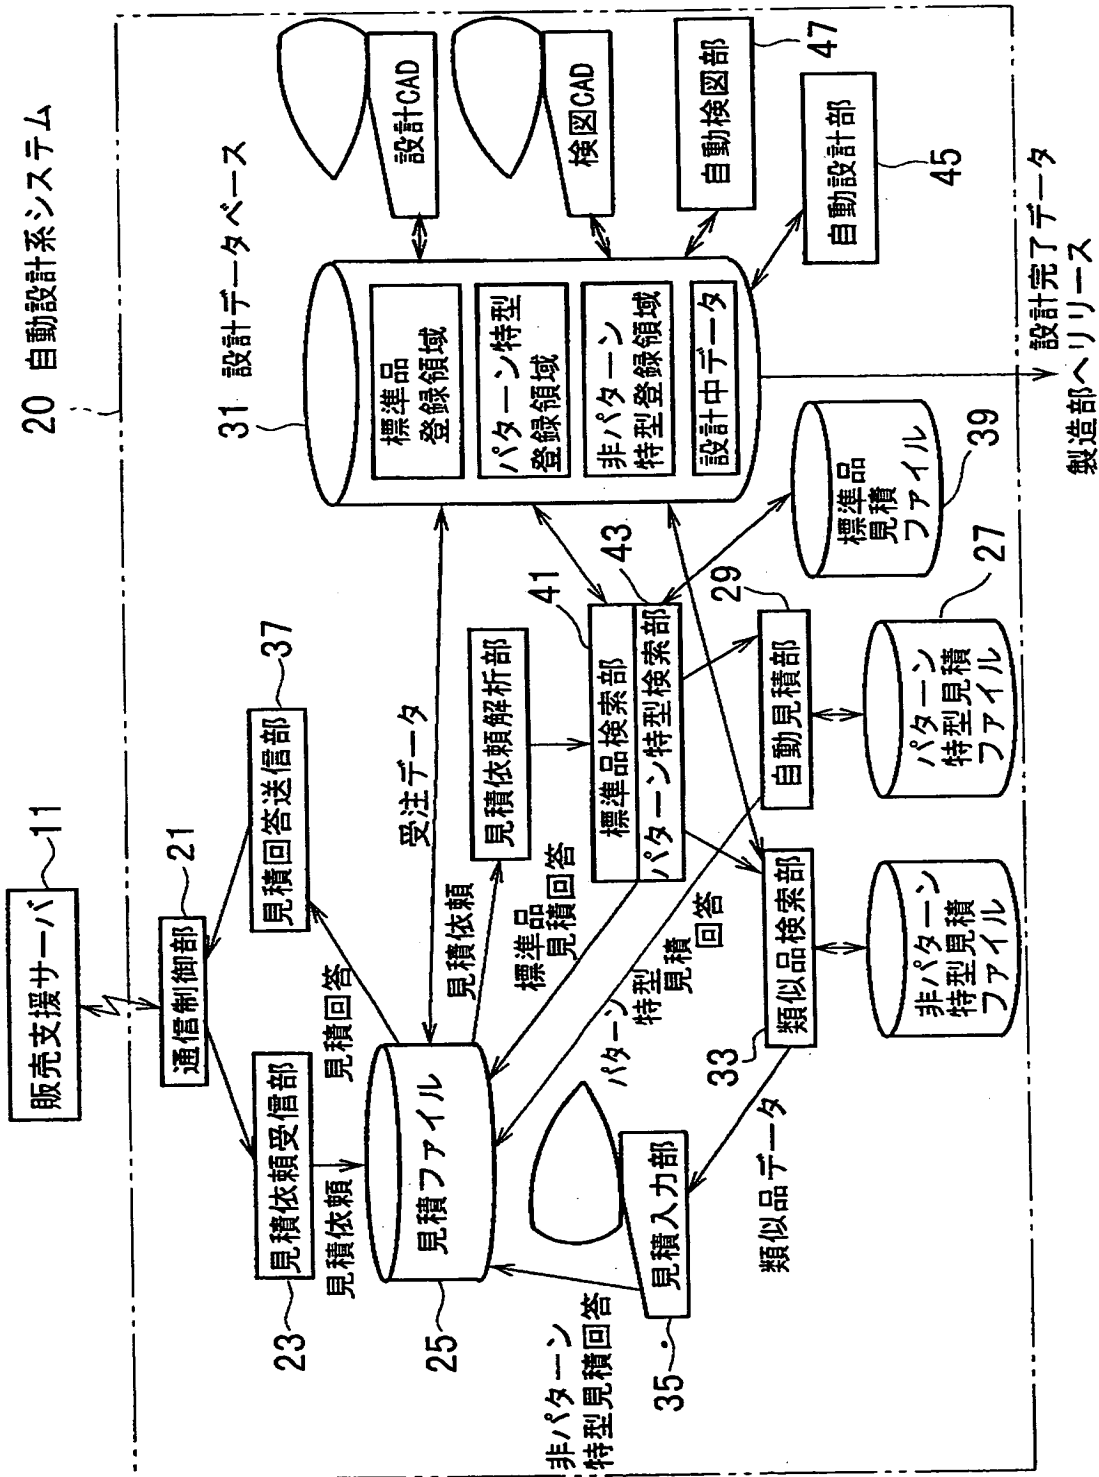 20 自動設計系システム
販売支援サーバ
11
通信制御部
21
見積依頼受信部
23
見積依頼
見積回答送信部
37
見積回答
見積ファイル
25
受注データ
見積依頼
見積依頼解析部
標準品
見積回答
標準品検索部
41
パターン特型検索部
43
パターン
特型
見積
回答
自動見積部
29
パターン
特型見積
ファイル
27
標準品
見積
ファイル
39
類似品検索部
33
非パターン
特型見積
ファイル
類似品データ
見積入力部
35
非パターン
特型見積回答
31 設計データベース
標準品
登録領域
パターン特型
登録領域
非パターン
特型登録領域
設計中データ
設計CAD
検図CAD
自動検図部
47
自動設計部
45
設計完了データ
製造部へリリース